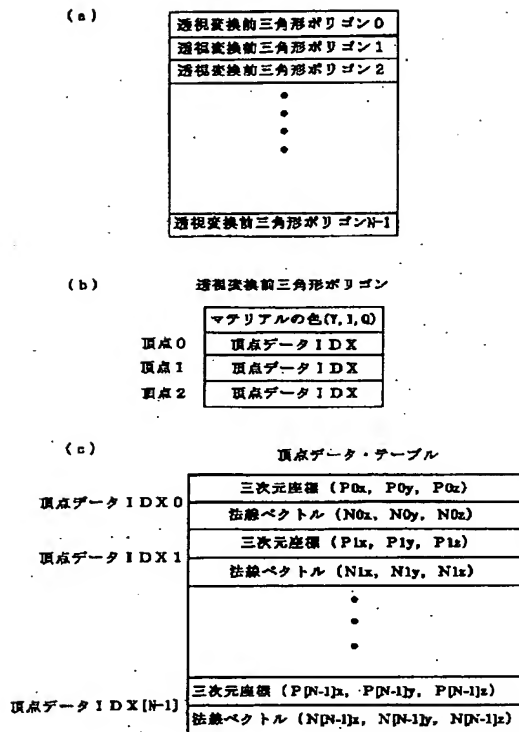 (a)
透視変換前三角形ポリゴン0
透視変換前三角形ポリゴン1
透視変換前三角形ポリゴン2
透視変換前三角形ポリゴンN-1
(b) 透視変換前三角形ポリゴン
マテリアルの色(Y,I,Q)
頂点0 頂点データIDX
頂点1 頂点データIDX
頂点2 頂点データIDX
(c) 頂点データ・テーブル
頂点データIDX0
三次元座標 (P0x, P0y, P0z)
法線ベクトル (N0x, N0y, N0z)
頂点データIDX1
三次元座標 (P1x, P1y, P1z)
法線ベクトル (N1x, N1y, N1z)
頂点データIDX[N-1]
三次元座標 (P[N-1]x, P[N-1]y, P[N-1]z)
法線ベクトル (N[N-1]x, N[N-1]y, N[N-1]z)